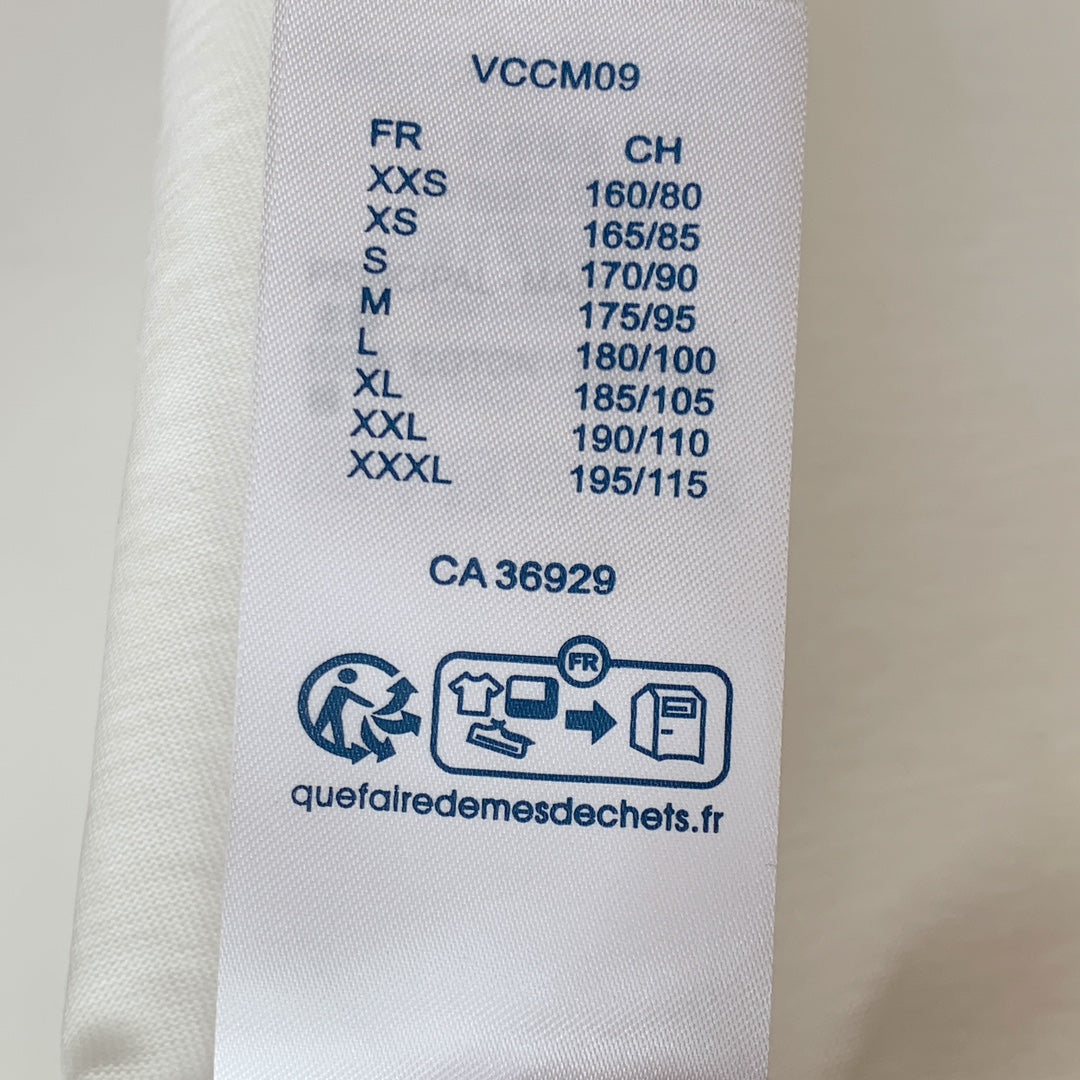 VCCM09
FR CH
XXS 160/80
XS 165/85
S 170/90
M 175/95
L 180/100
XL 185/105
XXL 190/110
XXXL 195/115
CA 36929
FR
quefairedemesdechets.fr